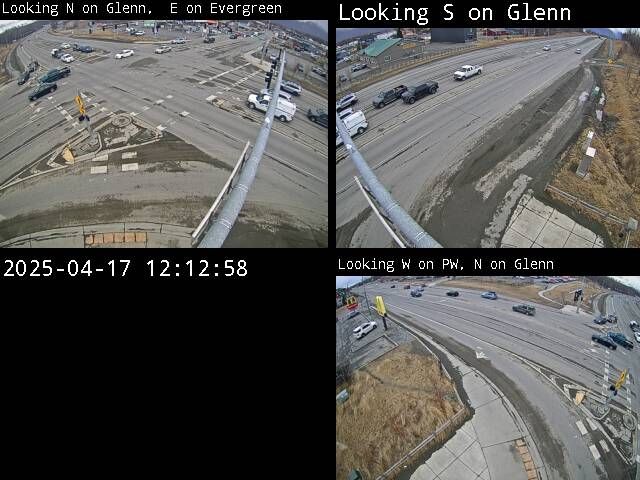 Looking N on Glenn,  E on Evergreen
Looking S on Glenn
2025-04-17 12:12:58
Looking W on PW, N on Glenn